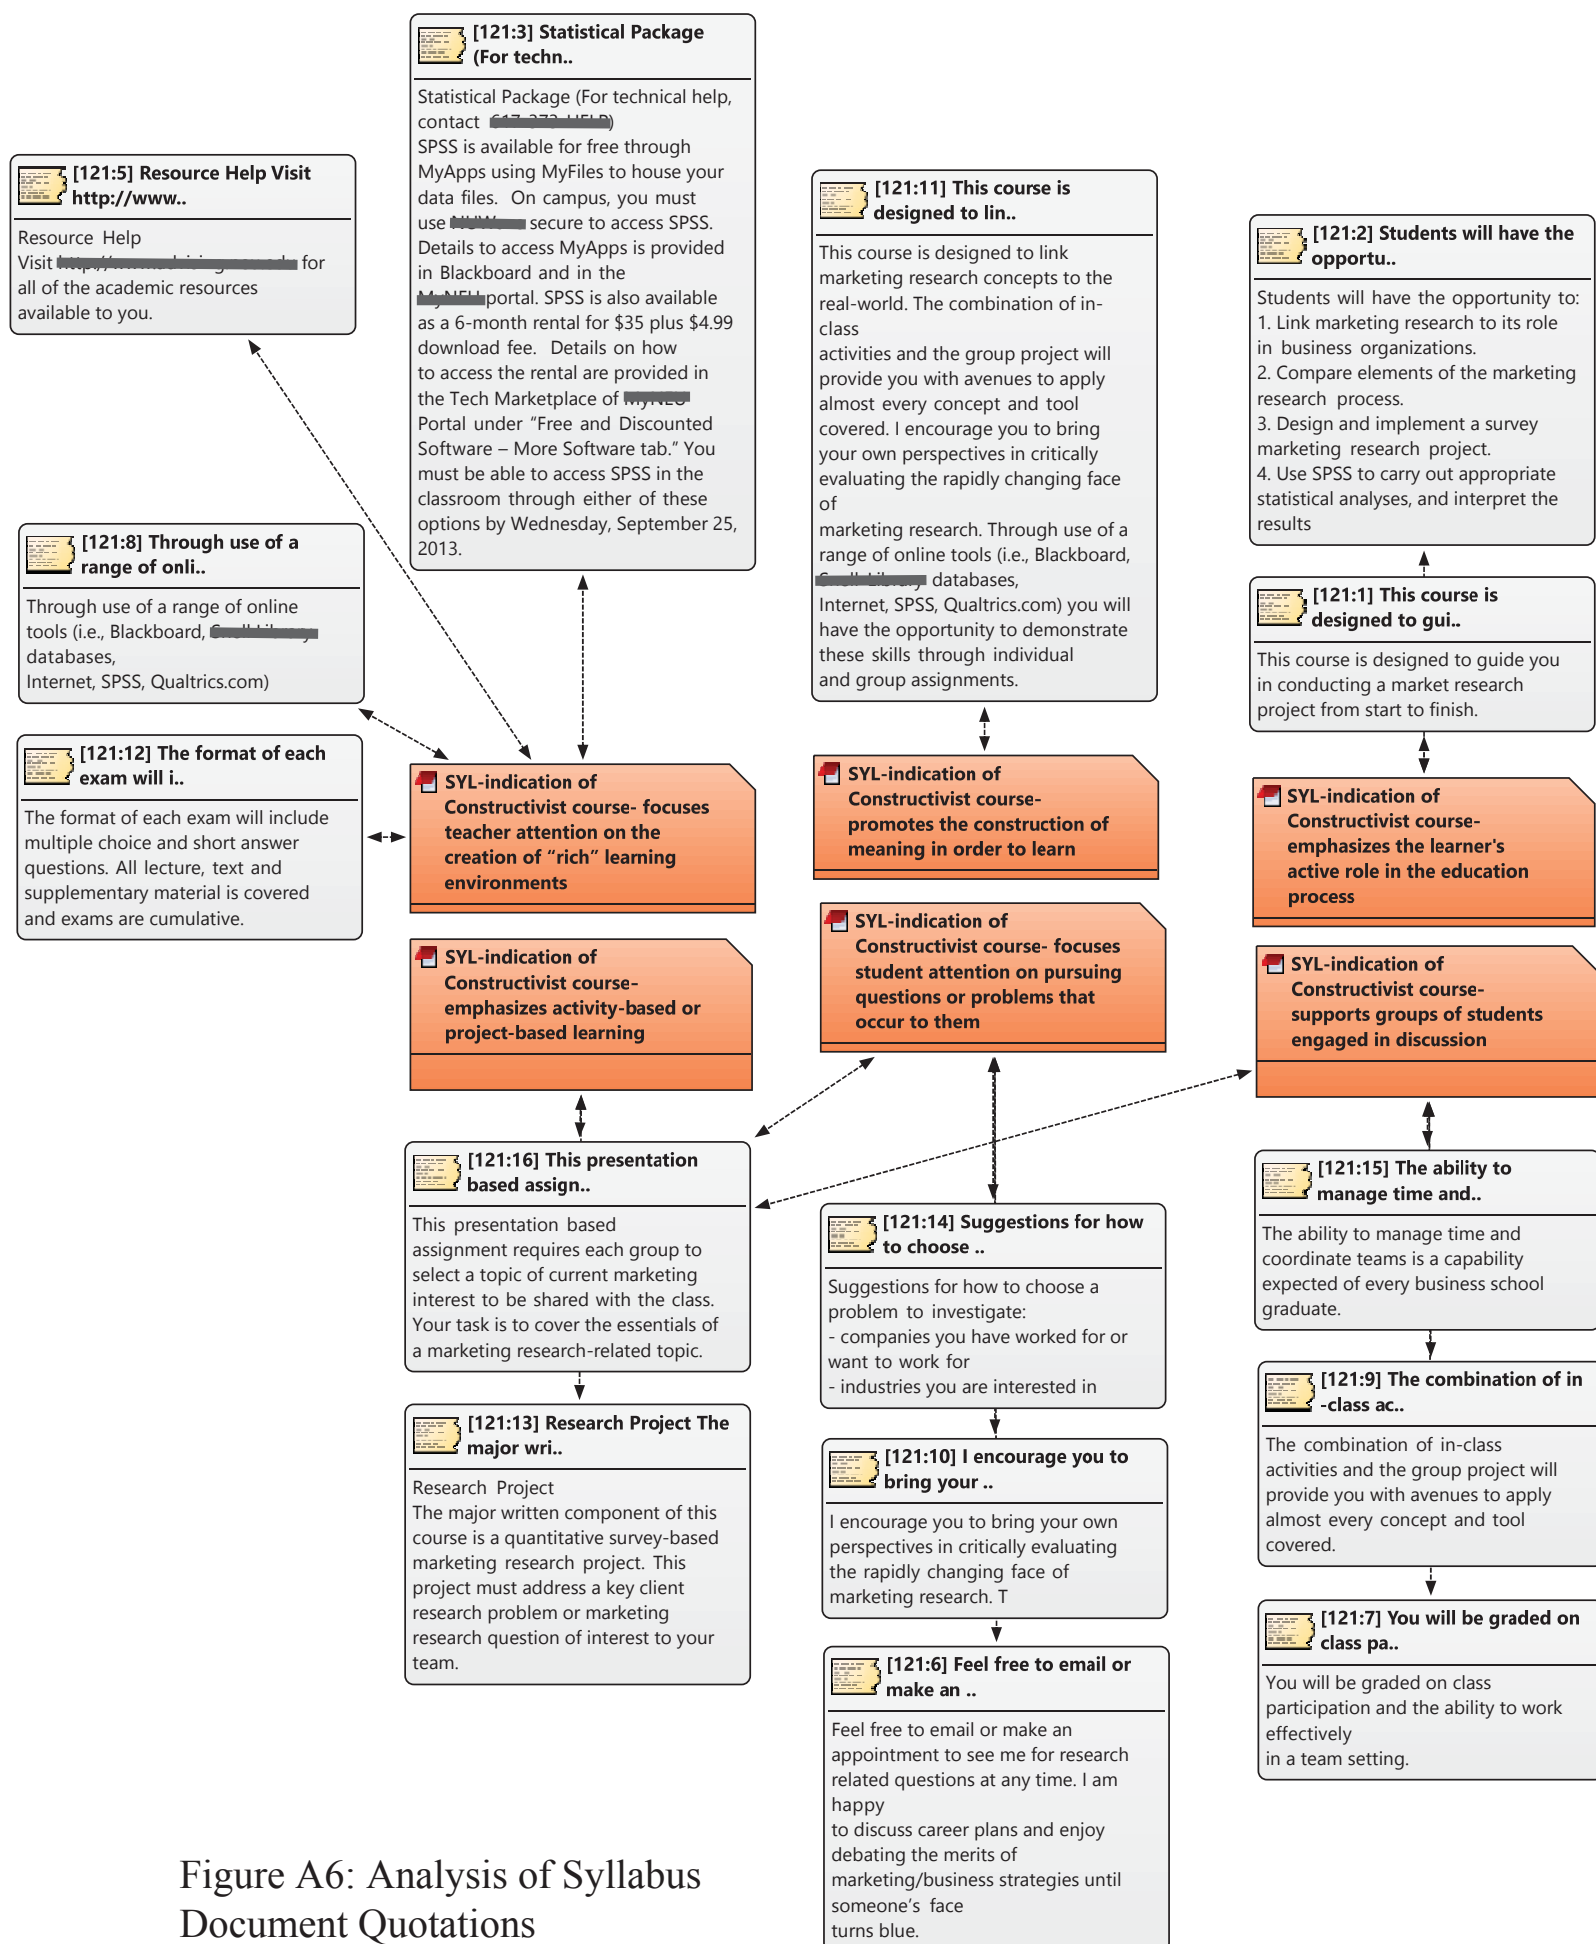 [121:3] Statistical Package
(For techn..
Statistical Package (For technical help,
contact
SPSS is available for free through
MyApps using MyFiles to house your
data files. On campus, you must
use secure to access SPSS.
Details to access MyApps is provided
in Blackboard and in the
portal. SPSS is also available
as a 6-month rental for $35 plus $4.99
download fee. Details on how
to access the rental are provided in
the Tech Marketplace of
Portal under “Free and Discounted
Software – More Software tab.” You
must be able to access SPSS in the
classroom through either of these
options by Wednesday, September 25,
2013.
[121:5] Resource Help Visit
http://www..
Resource Help
Visit for
all of the academic resources
available to you.
[121:8] Through use of a
range of onli..
Through use of a range of online
tools (i.e., Blackboard,
databases,
Internet, SPSS, Qualtrics.com)
[121:12] The format of each
exam will i..
The format of each exam will include
multiple choice and short answer
questions. All lecture, text and
supplementary material is covered
and exams are cumulative.
SYL-indication of
Constructivist course- focuses
teacher attention on the
creation of “rich” learning
environments
SYL-indication of
Constructivist course-
emphasizes activity-based or
project-based learning
[121:16] This presentation
based assign..
This presentation based
assignment requires each group to
select a topic of current marketing
interest to be shared with the class.
Your task is to cover the essentials of
a marketing research-related topic.
[121:13] Research Project The
major wri..
Research Project
The major written component of this
course is a quantitative survey-based
marketing research project. This
project must address a key client
research problem or marketing
research question of interest to your
team.
[121:11] This course is
designed to lin..
This course is designed to link
marketing research concepts to the
real-world. The combination of in-
class
activities and the group project will
provide you with avenues to apply
almost every concept and tool
covered. I encourage you to bring
your own perspectives in critically
evaluating the rapidly changing face
of
marketing research. Through use of a
range of online tools (i.e., Blackboard,
databases,
Internet, SPSS, Qualtrics.com) you will
have the opportunity to demonstrate
these skills through individual
and group assignments.
SYL-indication of
Constructivist course-
promotes the construction of
meaning in order to learn
SYL-indication of
Constructivist course- focuses
student attention on pursuing
questions or problems that
occur to them
[121:14] Suggestions for how
to choose ..
Suggestions for how to choose a
problem to investigate:
- companies you have worked for or
want to work for
- industries you are interested in
[121:10] I encourage you to
bring your ..
I encourage you to bring your own
perspectives in critically evaluating
the rapidly changing face of
marketing research. T
[121:6] Feel free to email or
make an ..
Feel free to email or make an
appointment to see me for research
related questions at any time. I am
happy
to discuss career plans and enjoy
debating the merits of
marketing/business strategies until
someone’s face
turns blue.
[121:2] Students will have the
opportu..
Students will have the opportunity to:
1. Link marketing research to its role
in business organizations.
2. Compare elements of the marketing
research process.
3. Design and implement a survey
marketing research project.
4. Use SPSS to carry out appropriate
statistical analyses, and interpret the
results
[121:1] This course is
designed to gui..
This course is designed to guide you
in conducting a market research
project from start to finish.
SYL-indication of
Constructivist course-
emphasizes the learner's
active role in the education
process
SYL-indication of
Constructivist course-
supports groups of students
engaged in discussion
[121:15] The ability to
manage time and..
The ability to manage time and
coordinate teams is a capability
expected of every business school
graduate.
[121:9] The combination of in
-class ac..
The combination of in-class
activities and the group project will
provide you with avenues to apply
almost every concept and tool
covered.
[121:7] You will be graded on
class pa..
You will be graded on class
participation and the ability to work
effectively
in a team setting.
Figure A6: Analysis of Syllabus
Document Quotations